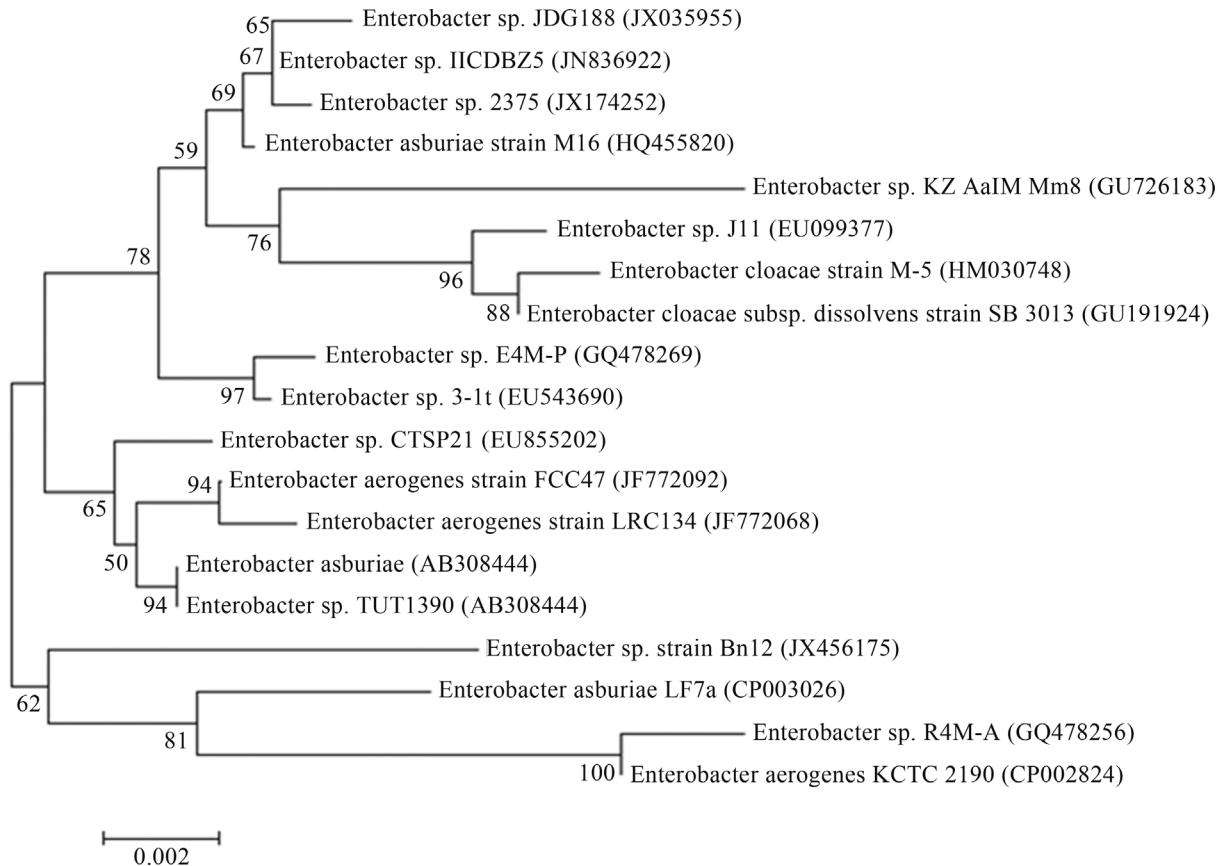 65
Enterobacter sp. JDG188 (JX035955)
67
Enterobacter sp. IICDBZ5 (JN836922)
69
Enterobacter sp. 2375 (JX174252)
Enterobacter asburiae strain M16 (HQ455820)
59
Enterobacter sp. KZ AaIM Mm8 (GU726183)
76
Enterobacter sp. J11 (EU099377)
78
96
Enterobacter cloacae strain M-5 (HM030748)
88
Enterobacter cloacae subsp. dissolvens strain SB 3013 (GU191924)
Enterobacter sp. E4M-P (GQ478269)
97
Enterobacter sp. 3-1t (EU543690)
Enterobacter sp. CTSP21 (EU855202)
94
Enterobacter aerogenes strain FCC47 (JF772092)
65
Enterobacter aerogenes strain LRC134 (JF772068)
50
Enterobacter asburiae (AB308444)
94
Enterobacter sp. TUT1390 (AB308444)
Enterobacter sp. strain Bn12 (JX456175)
62
Enterobacter asburiae LF7a (CP003026)
81
Enterobacter sp. R4M-A (GQ478256)
100
Enterobacter aerogenes KCTC 2190 (CP002824)
0.002